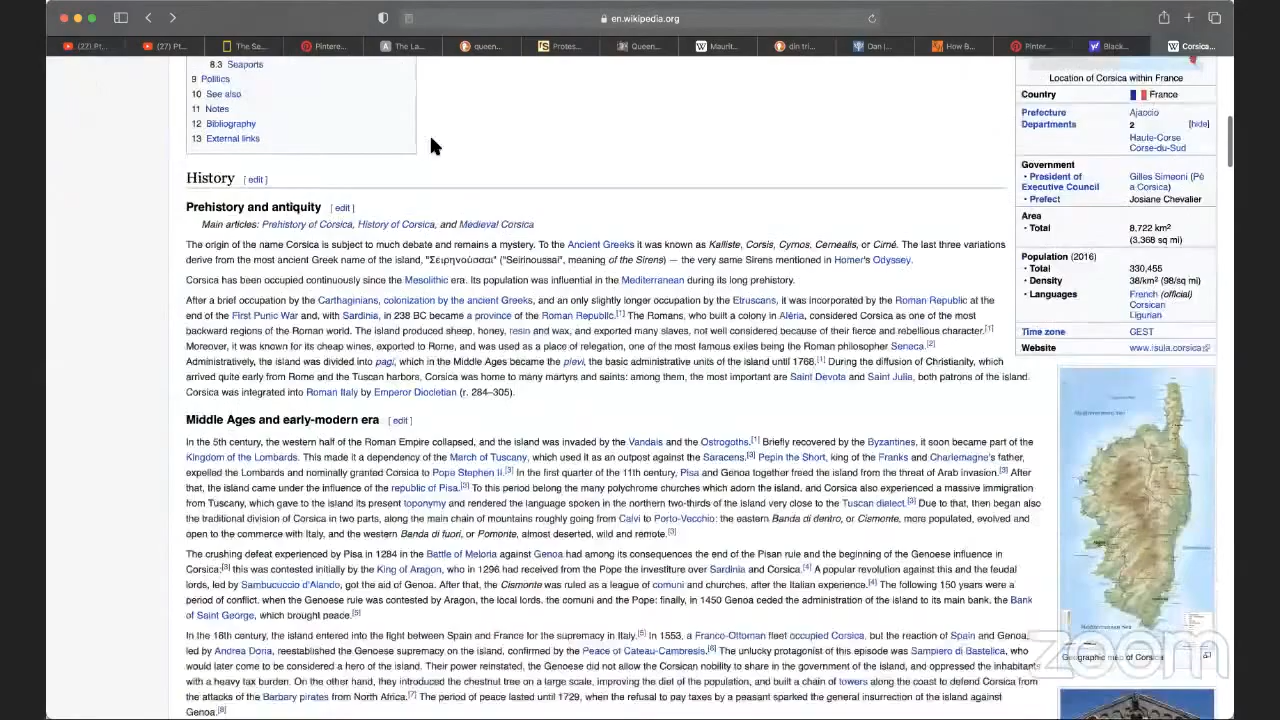 en.wikipedia.org
(27) Pt...
(27) Pt...
The Se...
Pintere...
The La...
queen...
Protes...
Queen...
Maurit...
din tri...
Dan |...
How B...
Pinter...
Black...
Corsica...
8.3 Seaports
9 Politics
10 See also
11 Notes
12 Bibliography
13 External links
History [ edit ]
Prehistory and antiquity [ edit ]
Main articles: Prehistory of Corsica, History of Corsica, and Medieval Corsica
The origin of the name Corsica is subject to much debate and remains a mystery. To the Ancient Greeks it was known as Kalliste, Corsis, Cyrnos, Cernealis, or Cirné. The last three variations
derive from the most ancient Greek name of the island, "Σειρηνούσσαι" ("Seirinoussai", meaning of the Sirens) — the very same Sirens mentioned in Homer's Odyssey.
Corsica has been occupied continuously since the Mesolithic era. Its population was influential in the Mediterranean during its long prehistory.
After a brief occupation by the Carthaginians, colonization by the ancient Greeks, and an only slightly longer occupation by the Etruscans, it was incorporated by the Roman Republic at the
end of the First Punic War and, with Sardinia, in 238 BC became a province of the Roman Republic.[1] The Romans, who built a colony in Aléria, considered Corsica as one of the most
backward regions of the Roman world. The island produced sheep, honey, resin and wax, and exported many slaves, not well considered because of their fierce and rebellious character.[1]
Moreover, it was known for its cheap wines, exported to Rome, and was used as a place of relegation, one of the most famous exiles being the Roman philosopher Seneca.[2]
Administratively, the island was divided into pagi, which in the Middle Ages became the pievi, the basic administrative units of the island until 1768.[1] During the diffusion of Christianity, which
arrived quite early from Rome and the Tuscan harbors, Corsica was home to many martyrs and saints: among them, the most important are Saint Devota and Saint Julia, both patrons of the island.
Corsica was integrated into Roman Italy by Emperor Diocletian (r. 284–305).
Middle Ages and early-modern era [ edit ]
In the 5th century, the western half of the Roman Empire collapsed, and the island was invaded by the Vandals and the Ostrogoths.[1] Briefly recovered by the Byzantines, it soon became part of the
Kingdom of the Lombards. This made it a dependency of the March of Tuscany, which used it as an outpost against the Saracens.[3] Pepin the Short, king of the Franks and Charlemagne's father,
expelled the Lombards and nominally granted Corsica to Pope Stephen II.[3] In the first quarter of the 11th century, Pisa and Genoa together freed the island from the threat of Arab invasion.[3] After
that, the island came under the influence of the republic of Pisa.[3] To this period belong the many polychrome churches which adorn the island, and Corsica also experienced a massive immigration
from Tuscany, which gave to the island its present toponymy and rendered the language spoken in the northern two-thirds of the island very close to the Tuscan dialect.[3] Due to that, then began also
the traditional division of Corsica in two parts, along the main chain of mountains roughly going from Calvi to Porto-Vecchio: the eastern Banda di dentro, or Cismonte, more populated, evolved and
open to the commerce with Italy, and the western Banda di fuori, or Pomonte, almost deserted, wild and remote.[3]
The crushing defeat experienced by Pisa in 1284 in the Battle of Meloria against Genoa had among its consequences the end of the Pisan rule and the beginning of the Genoese influence in
Corsica;[3] this was contested initially by the King of Aragon, who in 1296 had received from the Pope the investiture over Sardinia and Corsica.[4] A popular revolution against this and the feudal
lords, led by Sambucuccio d'Alando, got the aid of Genoa. After that, the Cismonte was ruled as a league of comuni and churches, after the Italian experience.[4] The following 150 years were a
period of conflict, when the Genoese rule was contested by Aragon, the local lords, the comuni and the Pope: finally, in 1450 Genoa ceded the administration of the island to its main bank, the Bank
of Saint George, which brought peace.[5]
In the 16th century, the island entered into the fight between Spain and France for the supremacy in Italy.[5] In 1553, a Franco-Ottoman fleet occupied Corsica, but the reaction of Spain and Genoa,
led by Andrea Doria, reestablished the Genoese supremacy on the island, confirmed by the Peace of Cateau-Cambresis.[6] The unlucky protagonist of this episode was Sampiero di Bastelica, who
would later come to be considered a hero of the island. Their power reinstated, the Genoese did not allow the Corsican nobility to share in the government of the island, and oppressed the inhabitants
with a heavy tax burden. On the other hand, they introduced the chestnut tree on a large scale, improving the diet of the population, and built a chain of towers along the coast to defend Corsica from
the attacks of the Barbary pirates from North Africa.[7] The period of peace lasted until 1729, when the refusal to pay taxes by a peasant sparked the general insurrection of the island against
Genoa.[8]
Location of Corsica within France
Country France
Prefecture Ajaccio
Departments 2 [hide]
Haute-Corse
Corse-du-Sud
Government
• President of Executive Council Gilles Simeoni (Pè a Corsica)
• Prefect Josiane Chevalier
Area
• Total 8,722 km²
(3,368 sq mi)
Population (2016)
• Total 330,455
• Density 38/km² (98/sq mi)
• Languages French (official)
Corsican
Ligurian
Time zone CEST
Website www.isula.corsica
Geographic map of Corsica
zoom